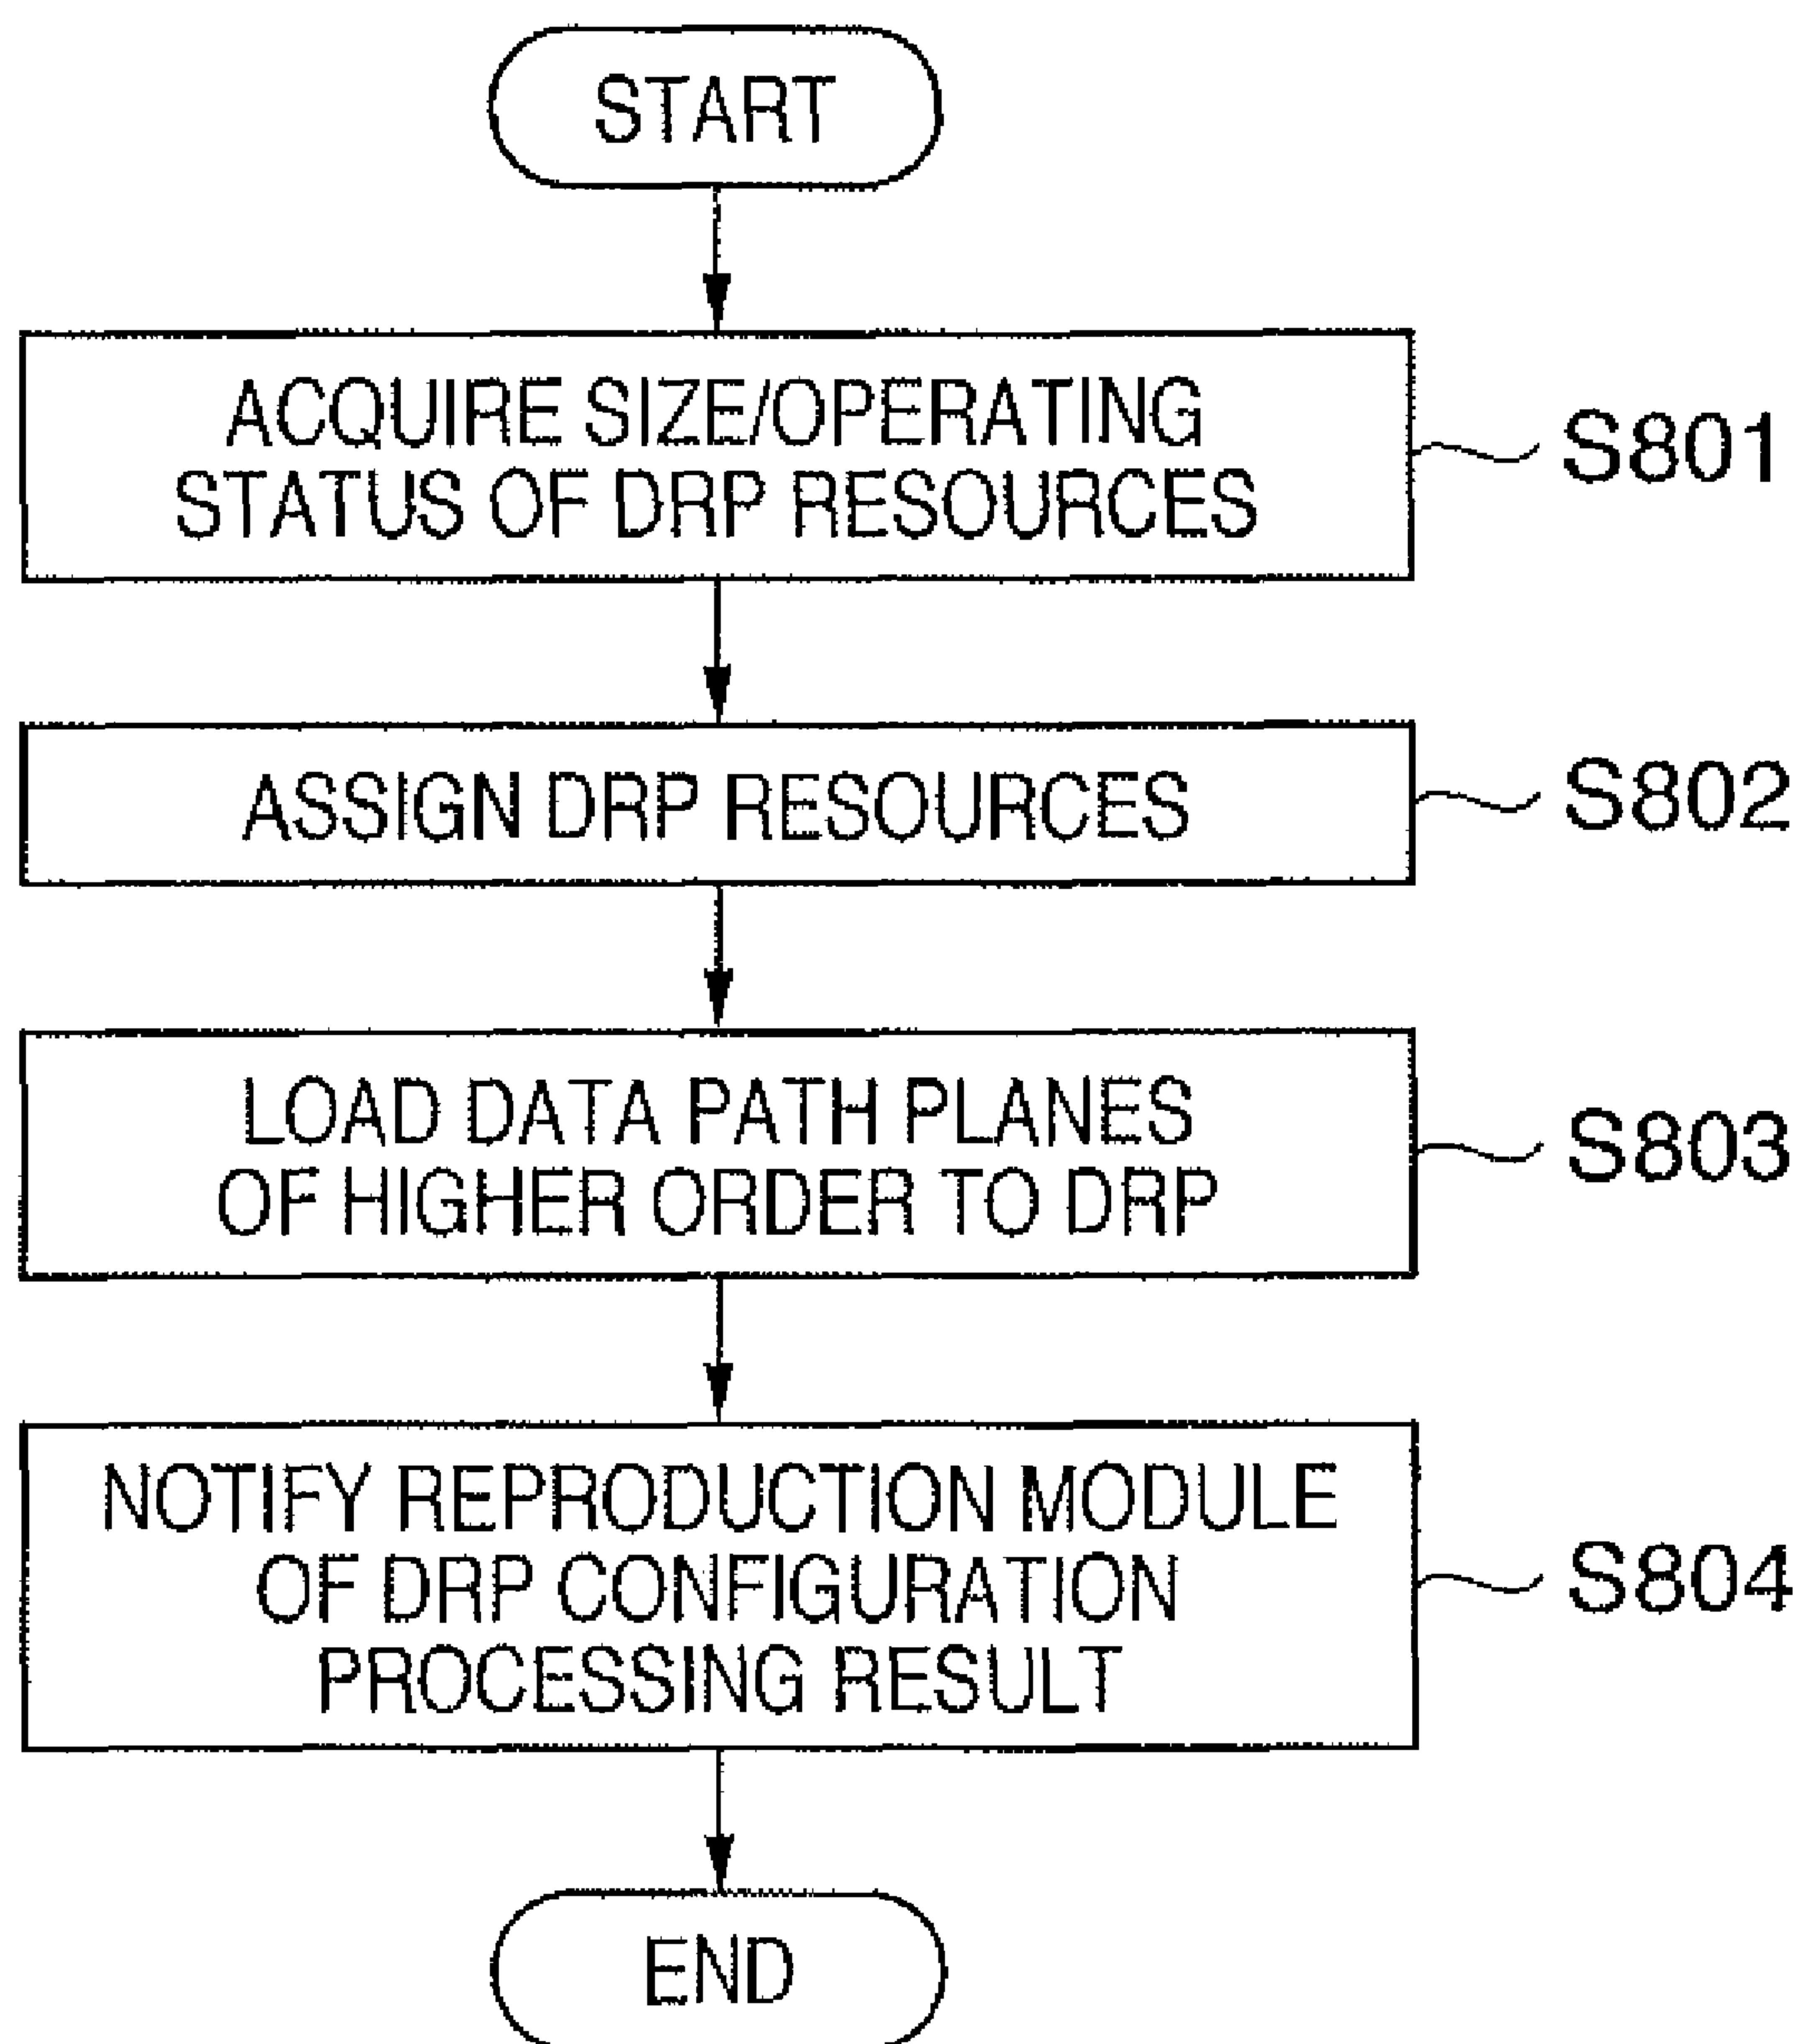 START
ACQUIRE SIZE/OPERATING
STATUS OF DRP RESOURCES
S801
ASSIGN DRP RESOURCES
S802
LOAD DATA PATH PLANES
OF HIGHER ORDER TO DRP
S803
NOTIFY REPRODUCTION MODULE
OF DRP CONFIGURATION
PROCESSING RESULT
S804
END